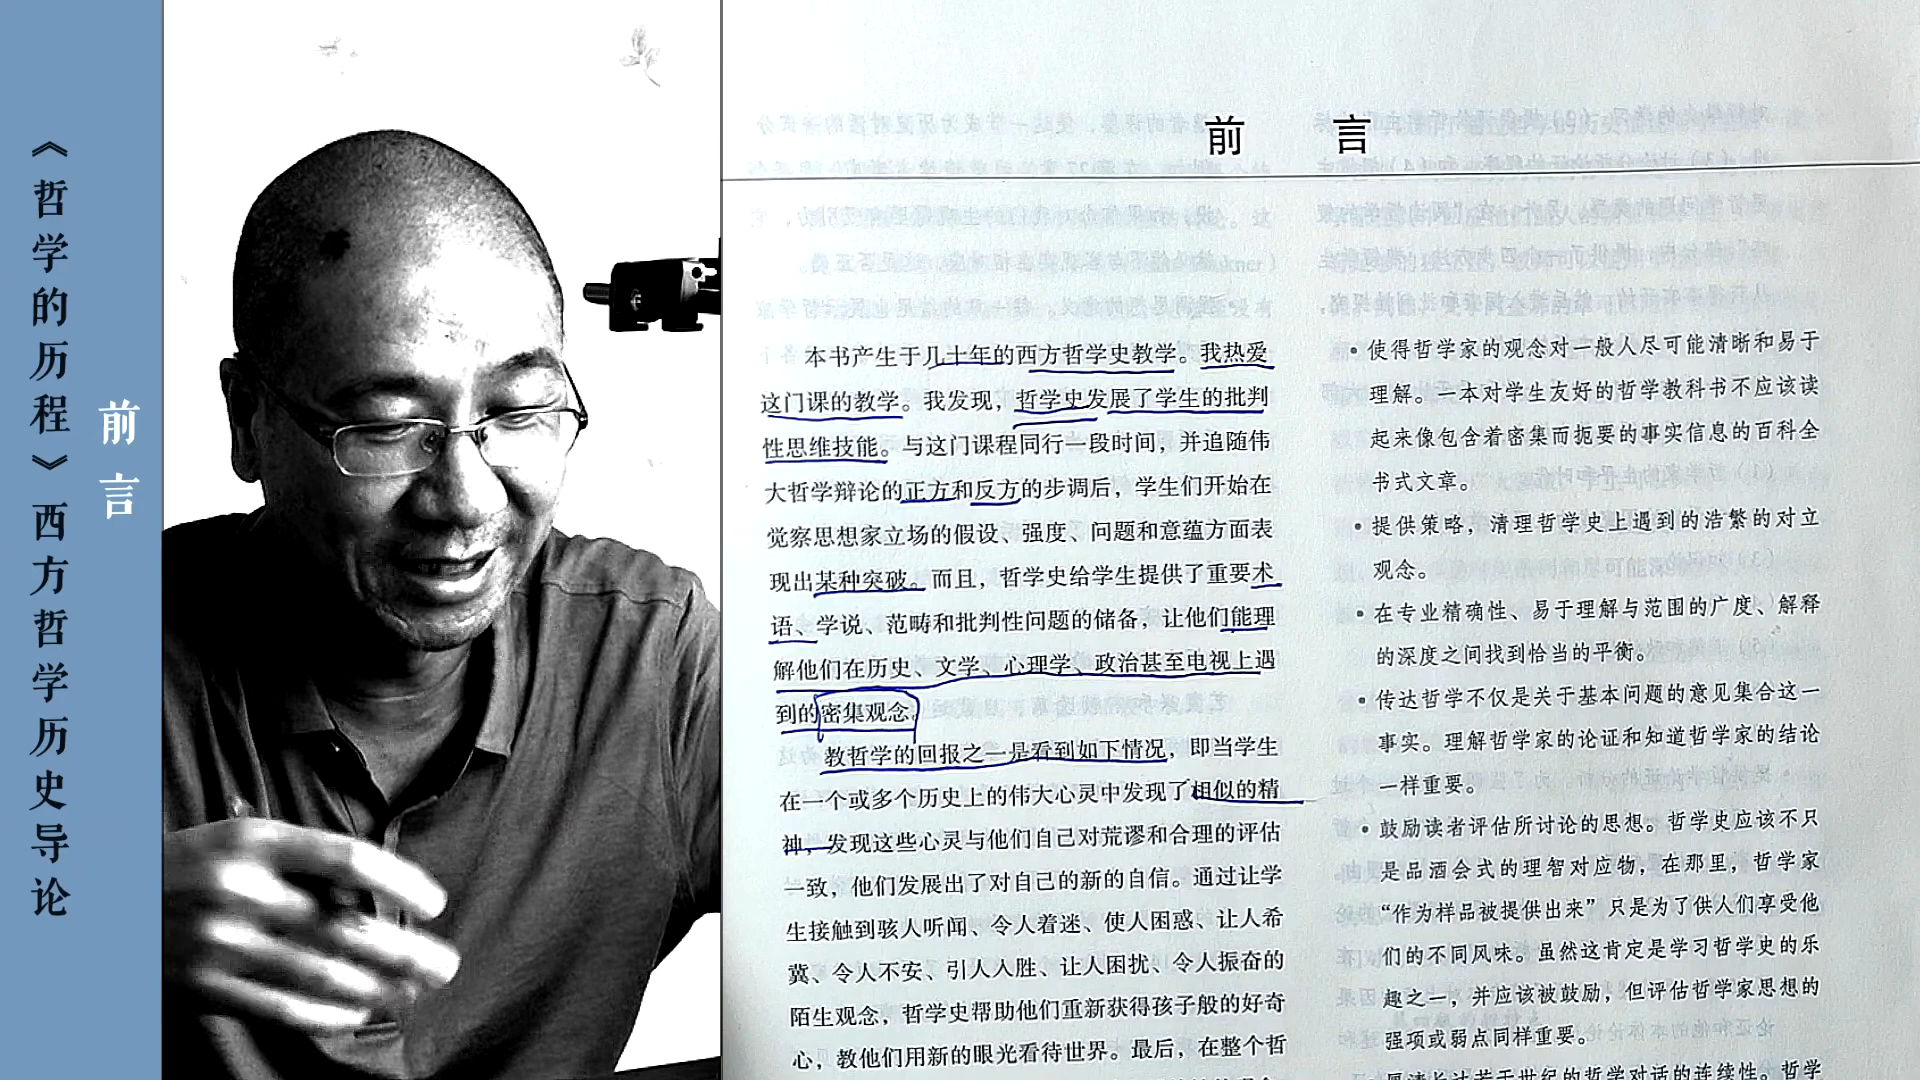 《哲学的历程》西方哲学历史导论
前言
前 言
本书产生于几十年的西方哲学史教学。我热爱
这门课的教学。我发现，哲学史发展了学生的批判
性思维技能。与这门课程同行一段时间，并追随伟
大哲学辩论的正方和反方的步调后，学生们开始在
觉察思想家立场的假设、强度、问题和意蕴方面表
现出某种突破。而且，哲学史给学生提供了重要术
语、学说、范畴和批判性问题的储备，让他们能理
解他们在历史、文学、心理学、政治甚至电视上遇
到的密集观念。
教哲学的回报之一是看到如下情况，即当学生
在一个或多个历史上的伟大心灵中发现了相似的精
神，发现这些心灵与他们自己对荒谬和合理的评估
一致，他们发展出了对自己的新的自信。通过让学
生接触到骇人听闻、令人着迷、使人困惑、让人希
冀、令人不安、引人入胜、让人困扰、令人振奋的
陌生观念，哲学史帮助他们重新获得孩子般的好奇
心，教他们用新的眼光看待世界。最后，在整个哲
• 使得哲学家的观念对一般人尽可能清晰和易于
理解。一本对学生友好的哲学教科书不应该读
起来像包含着密集而扼要的事实信息的百科全
书式文章。
• 提供策略，清理哲学史上遇到的浩繁的对立
观念。
• 在专业精确性、易于理解与范围的广度、解释
的深度之间找到恰当的平衡。
• 传达哲学不仅是关于基本问题的意见集合这一
事实。理解哲学家的论证和知道哲学家的结论
一样重要。
• 鼓励读者评估所讨论的思想。哲学史应该不只
是品酒会式的理智对应物，在那里，哲学家
“作为样品被提供出来”只是为了供人们享受他
们的不同风味。虽然这肯定是学习哲学史的乐
趣之一，并应该被鼓励，但评估哲学家思想的
强项或弱点同样重要。
世纪的哲学对话的连续性。哲学